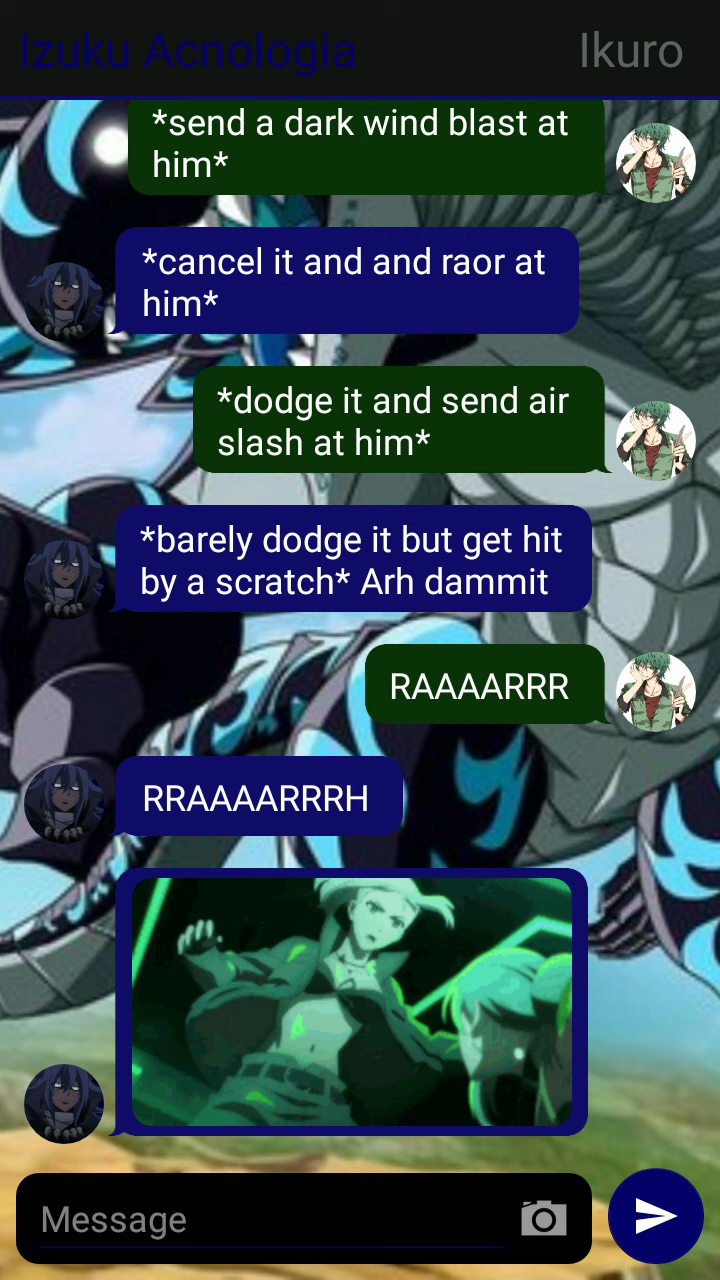 Izuku Acnologia
Ikuro
*send a dark wind blast at
him*
*cancel it and and raor at
him*
*dodge it and send air
slash at him*
*barely dodge it but get hit
by a scratch* Arh dammit
RAAAARRR
RRAAAARRRH
Message